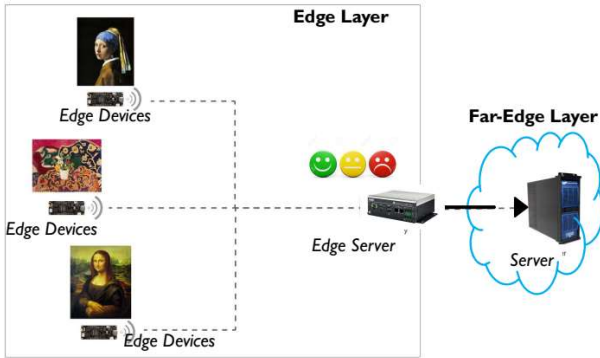 Edge Layer
Edge Devices
Far-Edge Layer
Edge Devices
Edge Server
y
Server
Edge Devices